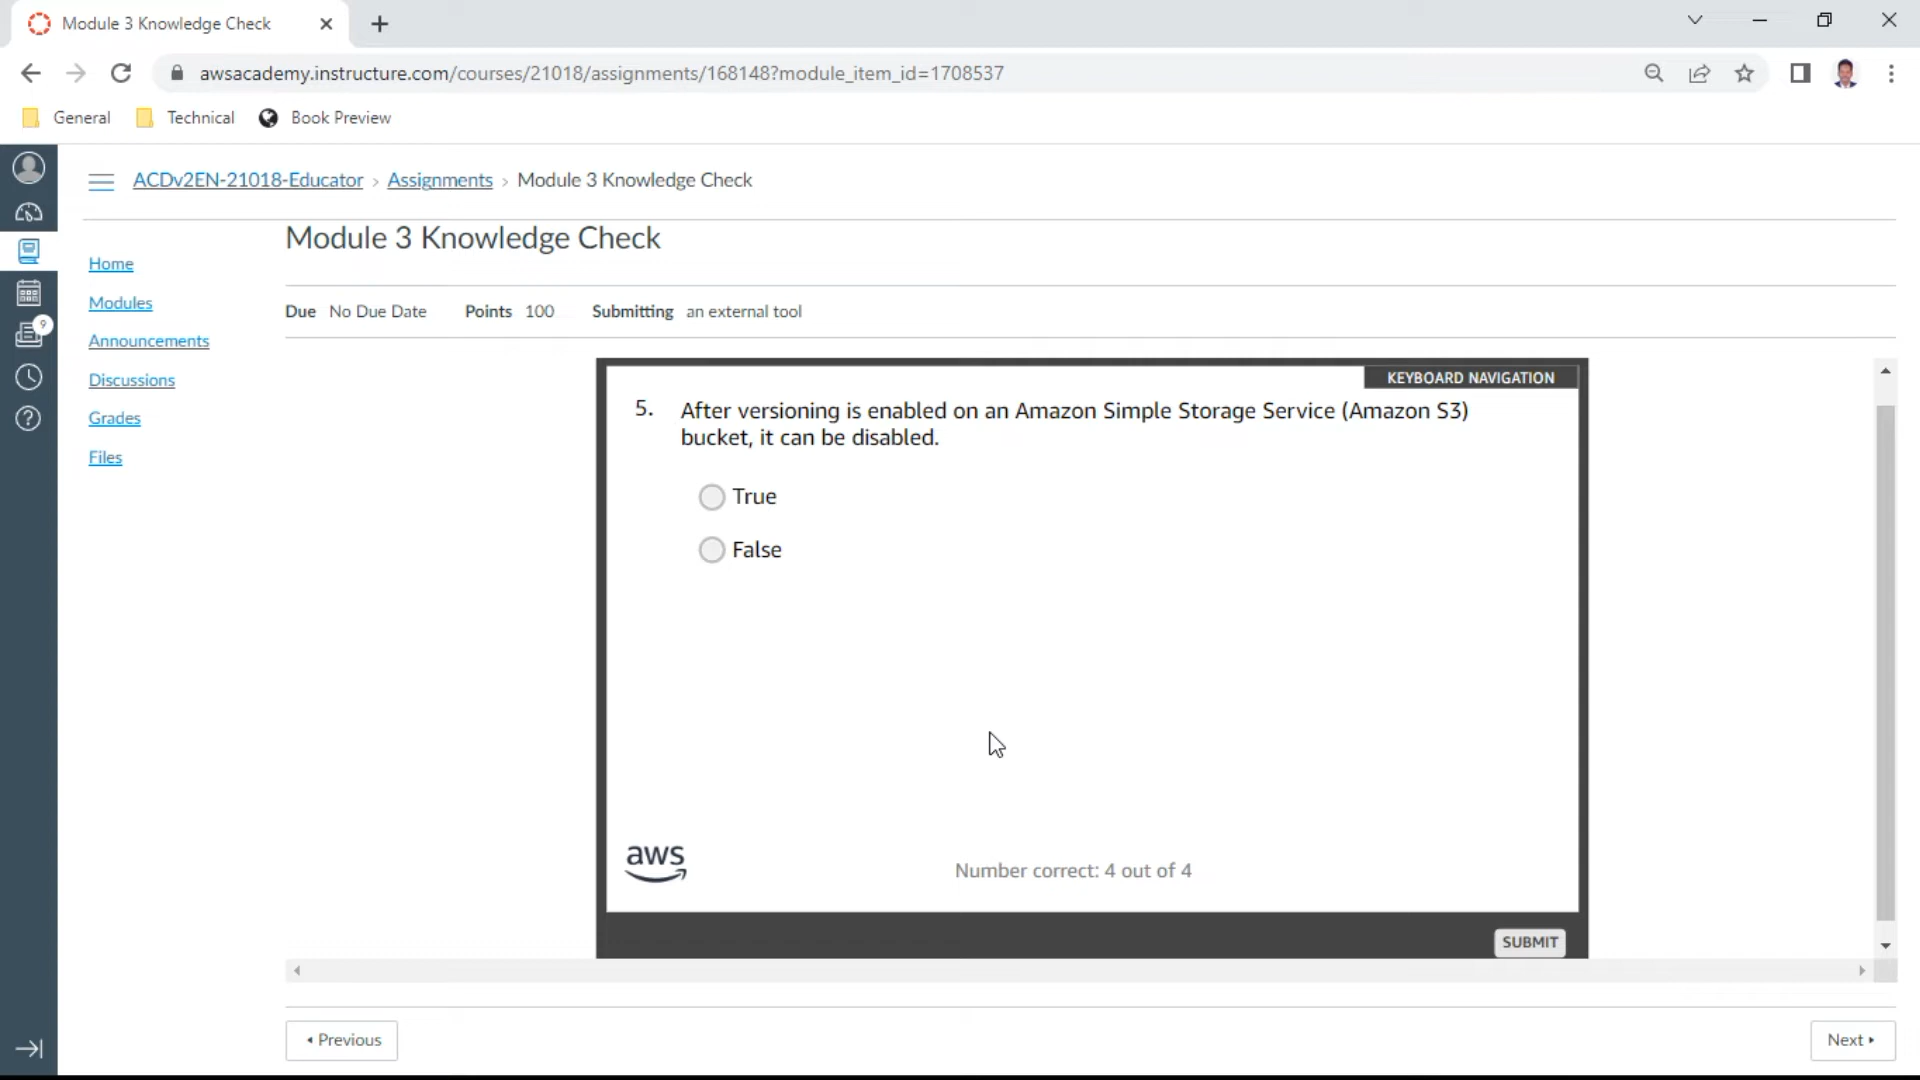 Module 3 Knowledge Check
awsacademy.instructure.com/courses/21018/assignments/168148?module_item_id=1708537
General Technical Book Preview
ACDv2EN-21018-Educator › Assignments › Module 3 Knowledge Check
Module 3 Knowledge Check
Home
Modules
Announcements
Discussions
Grades
Files
9
Due No Due Date Points 100 Submitting an external tool
KEYBOARD NAVIGATION
5. After versioning is enabled on an Amazon Simple Storage Service (Amazon S3)
bucket, it can be disabled.
True
False
aws
Number correct: 4 out of 4
SUBMIT
Previous
Next